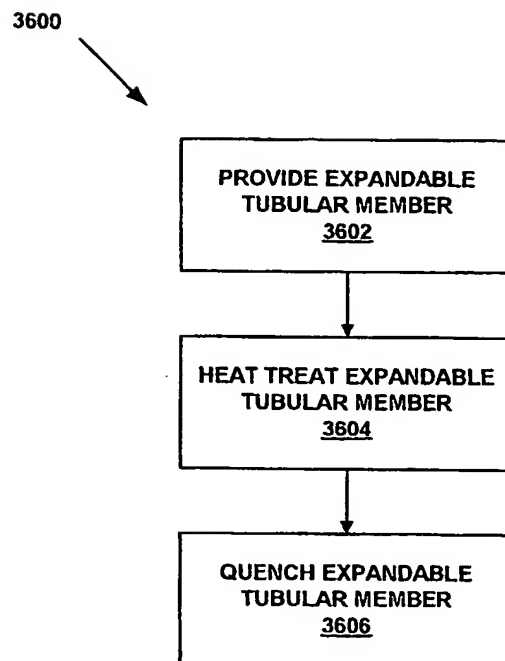 3600
PROVIDE EXPANDABLE
TUBULAR MEMBER
3602
HEAT TREAT EXPANDABLE
TUBULAR MEMBER
3604
QUENCH EXPANDABLE
TUBULAR MEMBER
3606